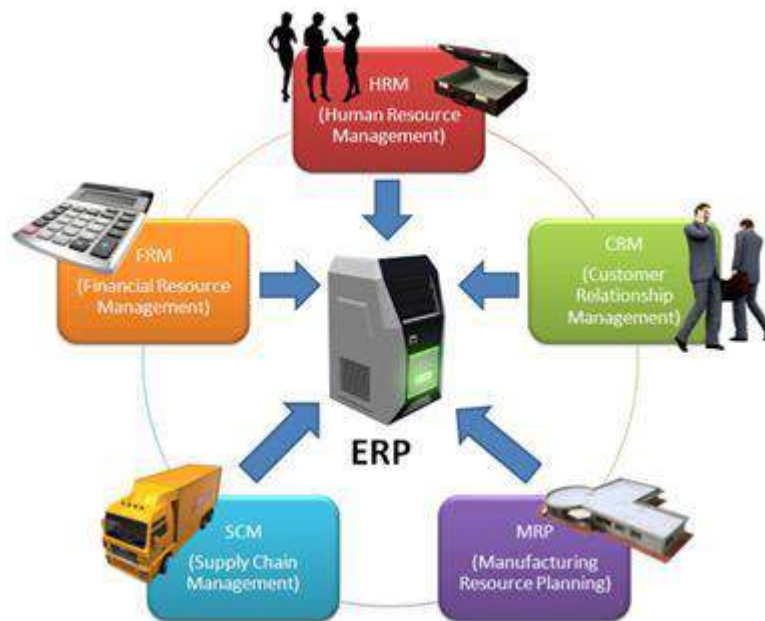 HRM
(Human Resource
Management)
FRM
(Financial Resource
Management)
CRM
(Customer
Relationship
Management)
ERP
SCM
(Supply Chain
Management)
MRP
(Manufacturing
Resource Planning)